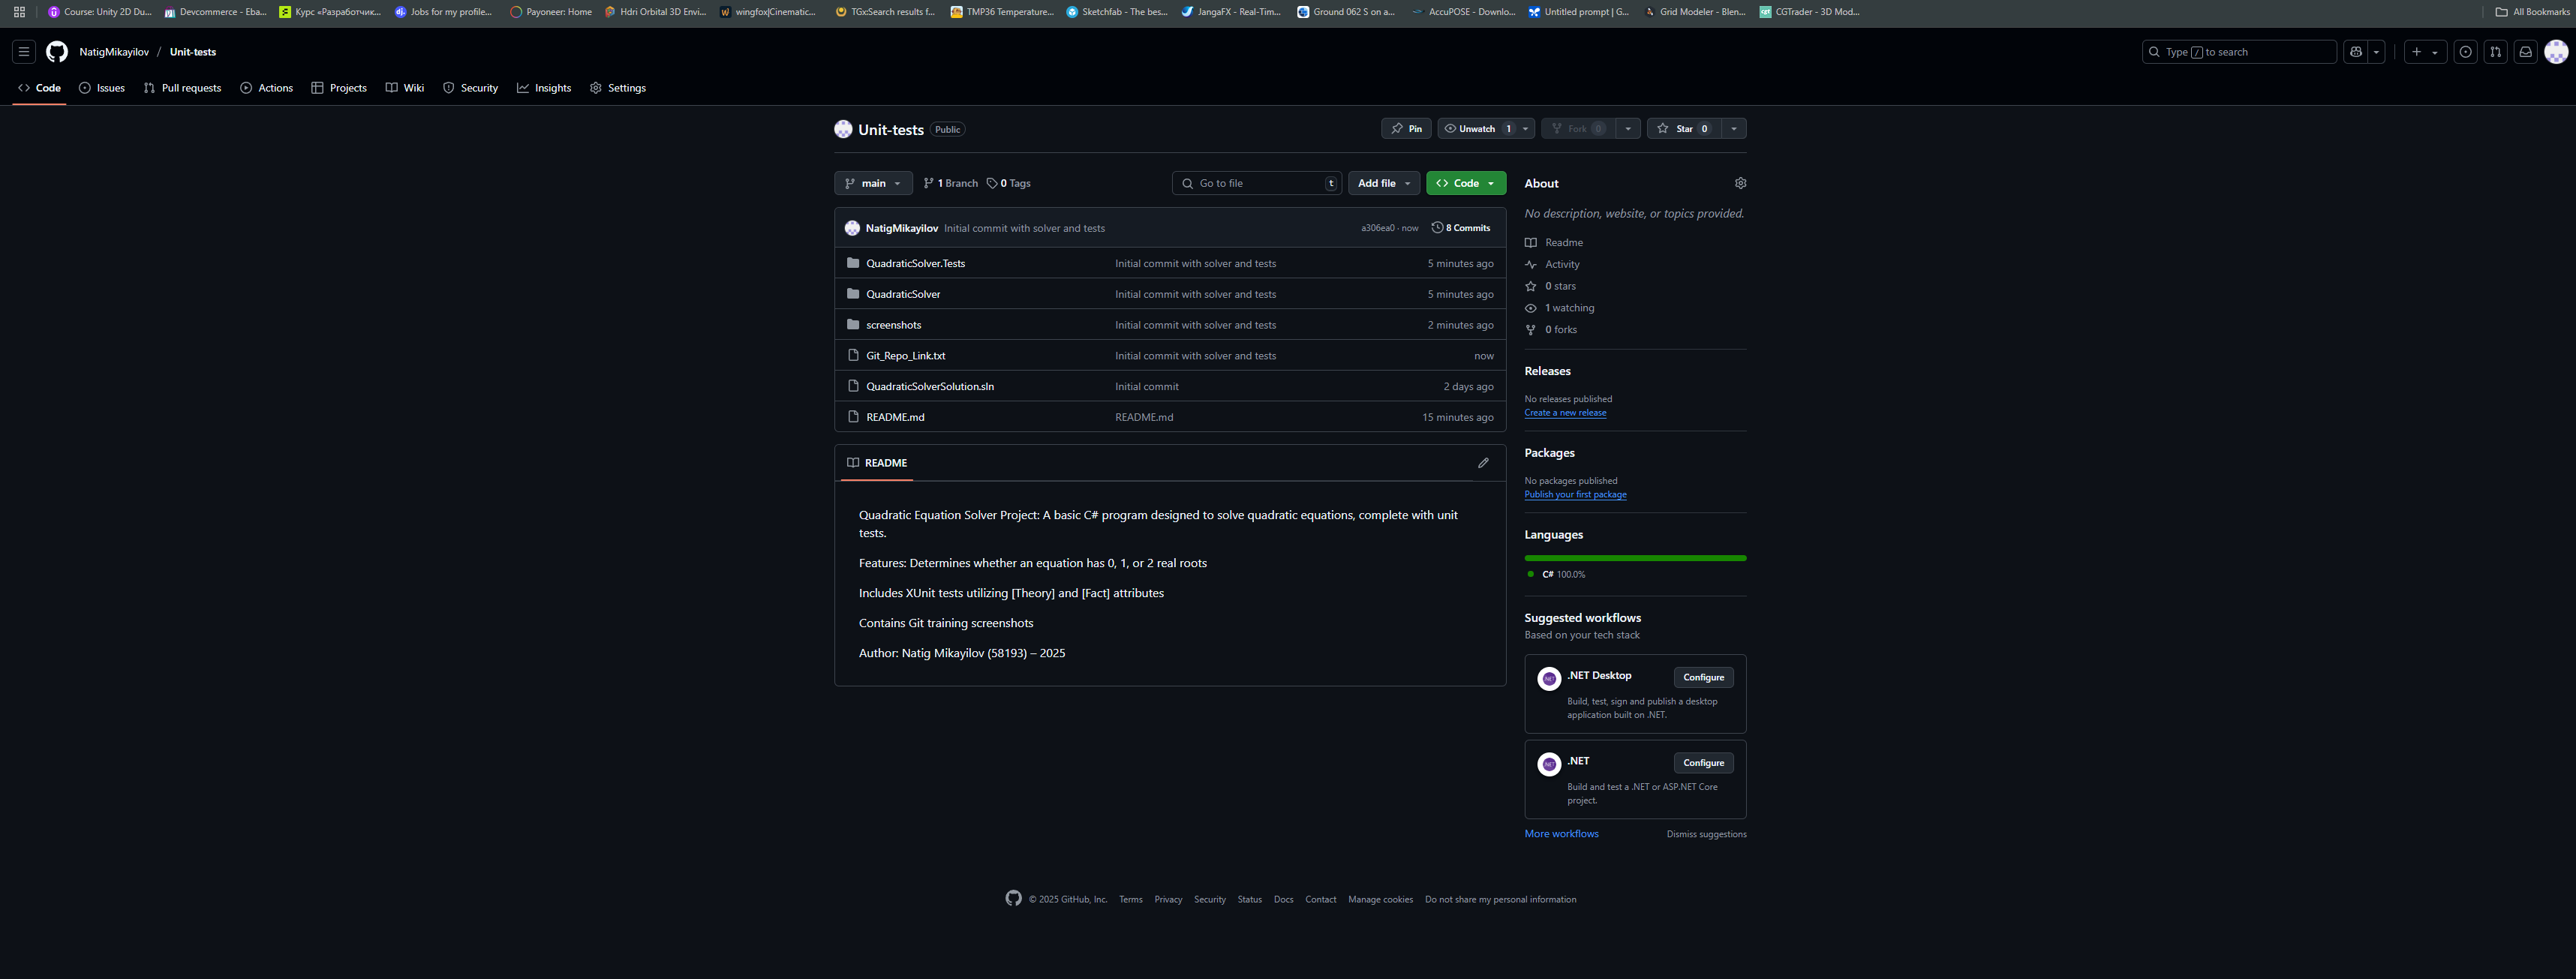 Course: Unity 2D Du...
Devcommerce - Eba...
Курс «Разработчик...
Jobs for my profile...
Payoneer: Home
Hdri Orbital 3D Envi...
wingfox|Cinematic...
TGxSearch results f...
TMP36 Temperature...
Sketchfab - The bes...
JangaFX - Real-Tim...
Ground 062 S on a...
AccuPOSE - Downlo...
Untitled prompt | G...
Grid Modeler - Blen...
CGTrader - 3D Mod...
All Bookmarks
NatigMikayilov / Unit-tests
Type / to search
Code
Issues
Pull requests
Actions
Projects
Wiki
Security
Insights
Settings
Unit-tests Public
Pin
Unwatch 1
Fork 0
Star 0
main
1 Branch
0 Tags
Go to file t
Add file
Code
NatigMikayilov Initial commit with solver and tests a306ea0 · now 8 Commits
QuadraticSolver.Tests Initial commit with solver and tests 5 minutes ago
QuadraticSolver Initial commit with solver and tests 5 minutes ago
screenshots Initial commit with solver and tests 2 minutes ago
Git_Repo_Link.txt Initial commit with solver and tests now
QuadraticSolverSolution.sln Initial commit 2 days ago
README.md README.md 15 minutes ago
README
Quadratic Equation Solver Project: A basic C# program designed to solve quadratic equations, complete with unit
tests.
Features: Determines whether an equation has 0, 1, or 2 real roots
Includes XUnit tests utilizing [Theory] and [Fact] attributes
Contains Git training screenshots
Author: Natig Mikayilov (58193) – 2025
About
No description, website, or topics provided.
Readme
Activity
0 stars
1 watching
0 forks
Releases
No releases published
Create a new release
Packages
No packages published
Publish your first package
Languages
C# 100.0%
Suggested workflows
Based on your tech stack
.NET Desktop
Configure
Build, test, sign and publish a desktop
application built on .NET.
.NET
Configure
Build and test a .NET or ASP.NET Core
project.
More workflows
Dismiss suggestions
© 2025 GitHub, Inc. Terms Privacy Security Status Docs Contact Manage cookies Do not share my personal information